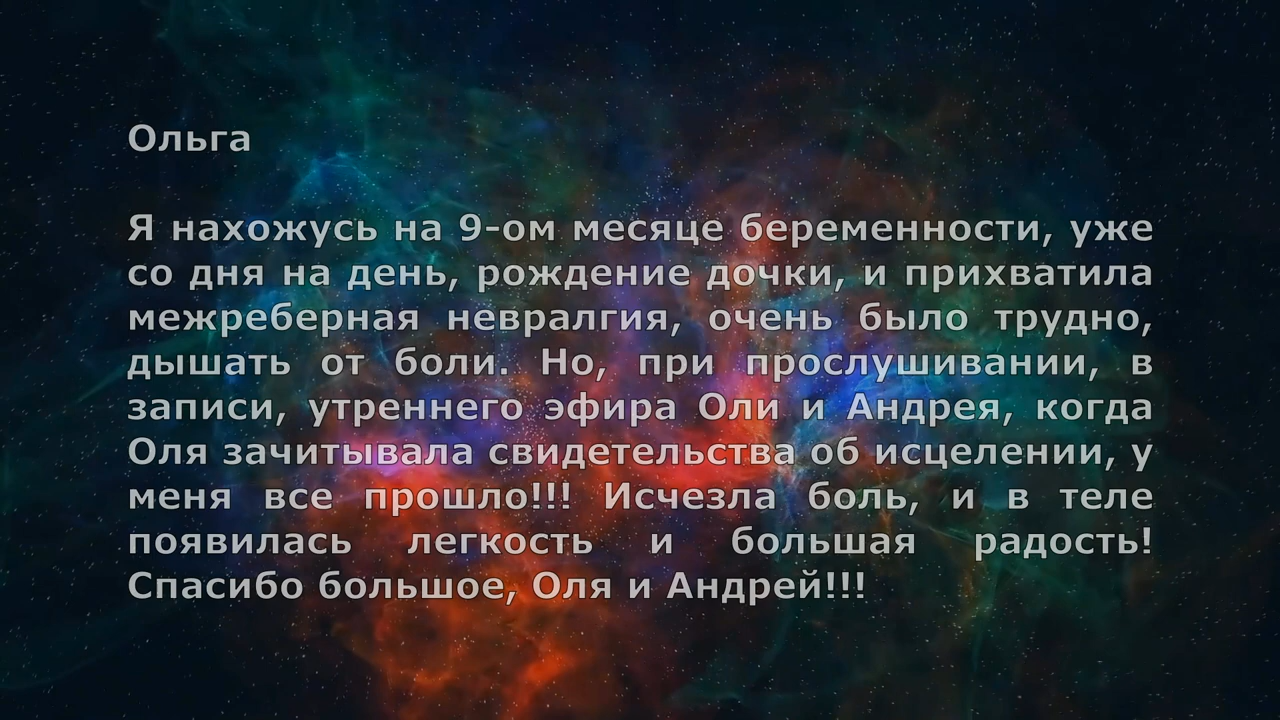 Ольга
Я нахожусь на 9-ом месяце беременности, уже
со дня на день, рождение дочки, и прихватила
межреберная невралгия, очень было трудно,
дышать от боли. Но, при прослушивании, в
записи, утреннего эфира Оли и Андрея, когда
Оля зачитывала свидетельства об исцелении, у
меня все прошло!!! Исчезла боль, и в теле
появилась легкость и большая радость!
Спасибо большое, Оля и Андрей!!!